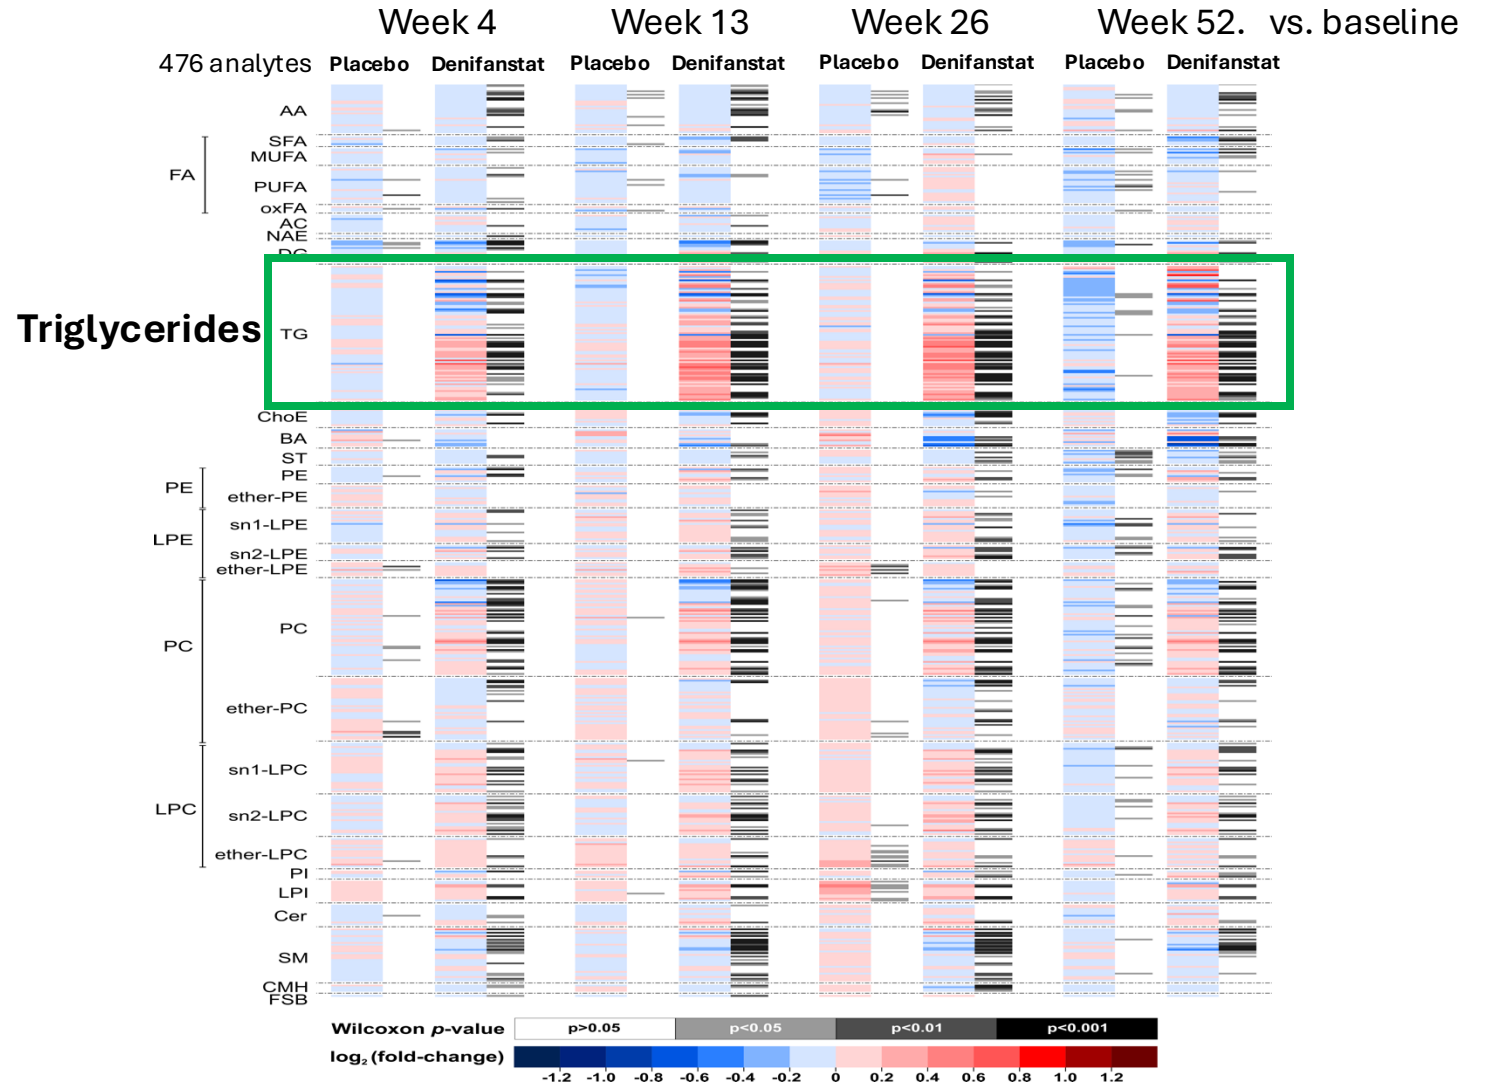 Week 4 Week 13 Week 26 Week 52. vs. baseline
476 analytes Placebo Denifanstat Placebo Denifanstat Placebo Denifanstat Placebo Denifanstat
AA
SFA
MUFA
FA
PUFA
oxFA
AC
NAE
DG
Triglycerides TG
ChoE
BA
ST
PE
PE
ether-PE
sn1-LPE
LPE
sn2-LPE
ether-LPE
PC
PC
ether-PC
sn1-LPC
LPC
sn2-LPC
ether-LPC
PI
LPI
Cer
SM
CMH
FSB
Wilcoxon p-value p>0.05 p<0.05 p<0.01 p<0.001
log2 (fold-change)
-1.2 -1.0 -0.8 -0.6 -0.4 -0.2 0 0.2 0.4 0.6 0.8 1.0 1.2